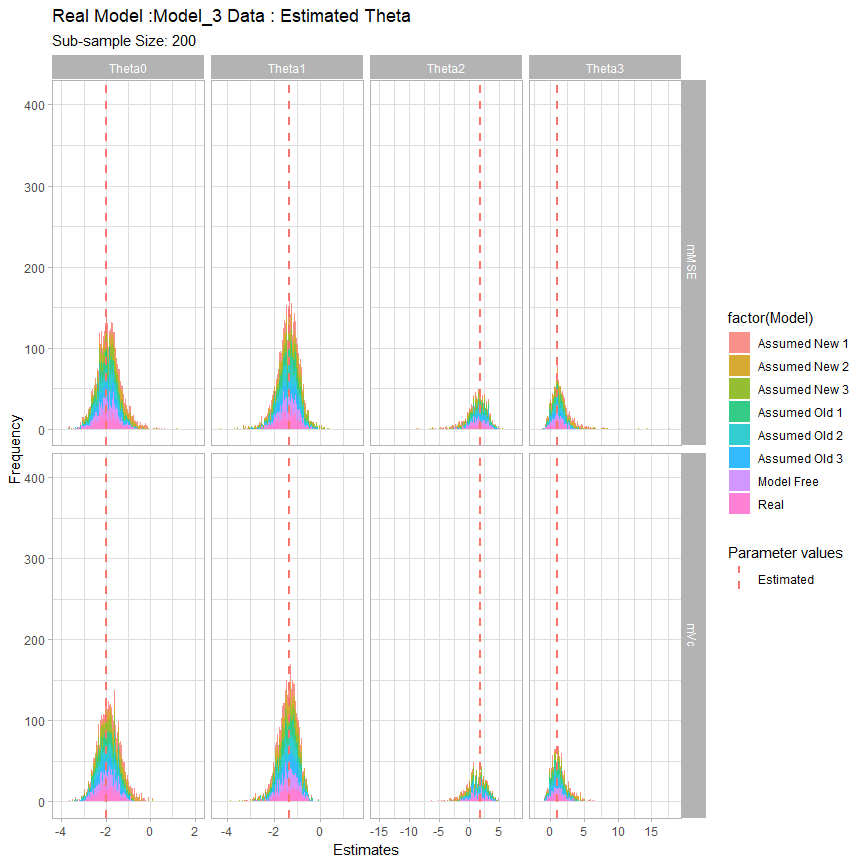 Real Model :Model_3 Data : Estimated Theta
Sub-sample Size: 200
Theta0 Theta1 Theta2 Theta3
400
300
200
100
0
mMSE
400
300
200
100
0
mVc
-4 -2 0 2
-4 -2 0
-15 -10 -5 0 5
0 5 10 15
Frequency
Estimates
factor(Model)
Assumed New 1
Assumed New 2
Assumed New 3
Assumed Old 1
Assumed Old 2
Assumed Old 3
Model Free
Real
Parameter values
Estimated